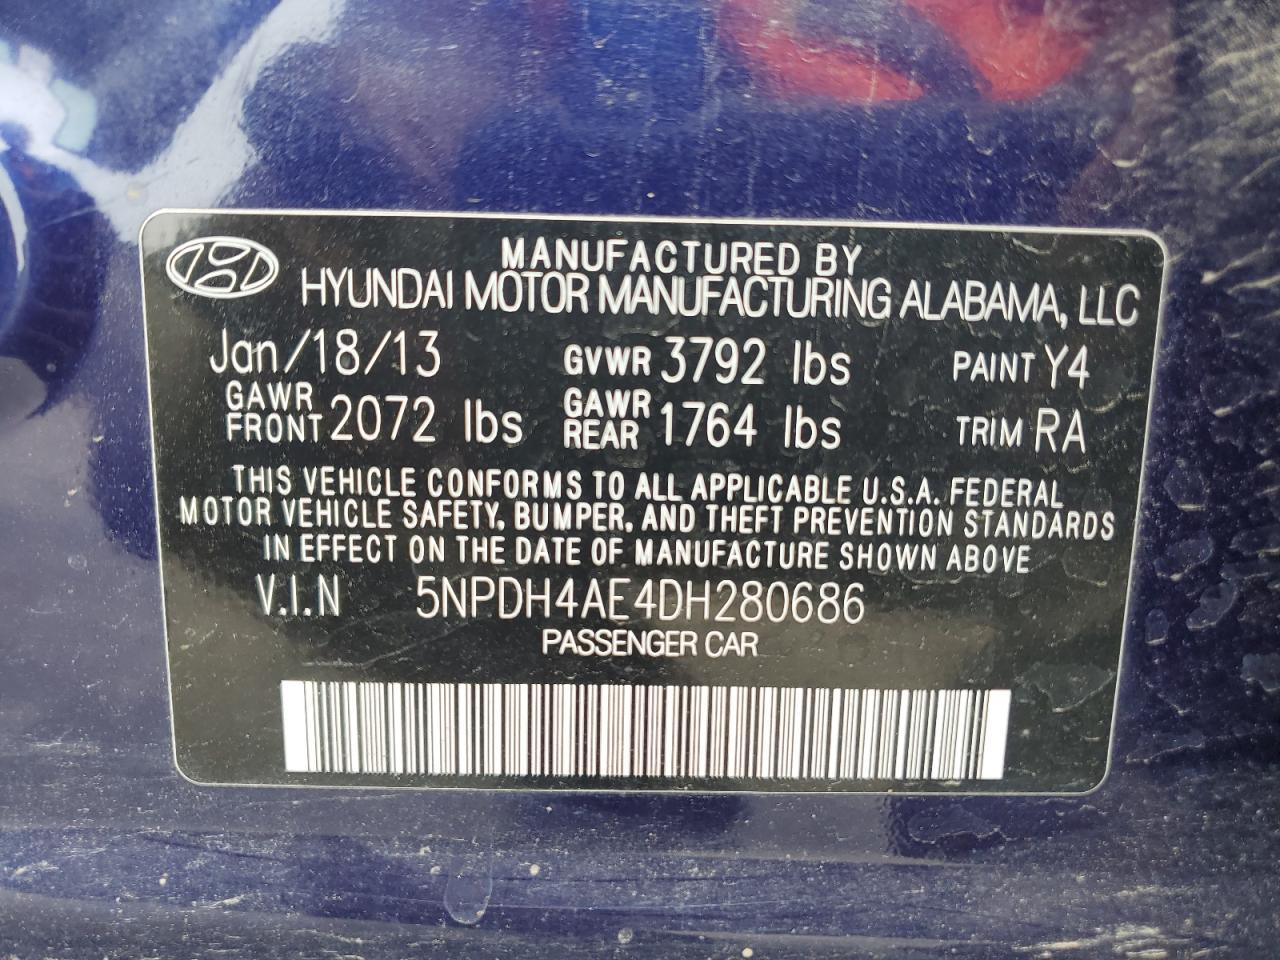 MANUFACTURED BY
HYUNDAI MOTOR MANUFACTURING ALABAMA, LLC
Jan/18/13 GVWR 3792 lbs PAINT Y4
GAWR FRONT 2072 lbs GAWR REAR 1764 lbs TRIM RA
THIS VEHICLE CONFORMS TO ALL APPLICABLE U.S.A. FEDERAL
MOTOR VEHICLE SAFETY, BUMPER, AND THEFT PREVENTION STANDARDS
IN EFFECT ON THE DATE OF MANUFACTURE SHOWN ABOVE
V.I.N 5NPDH4AE4DH280686
PASSENGER CAR